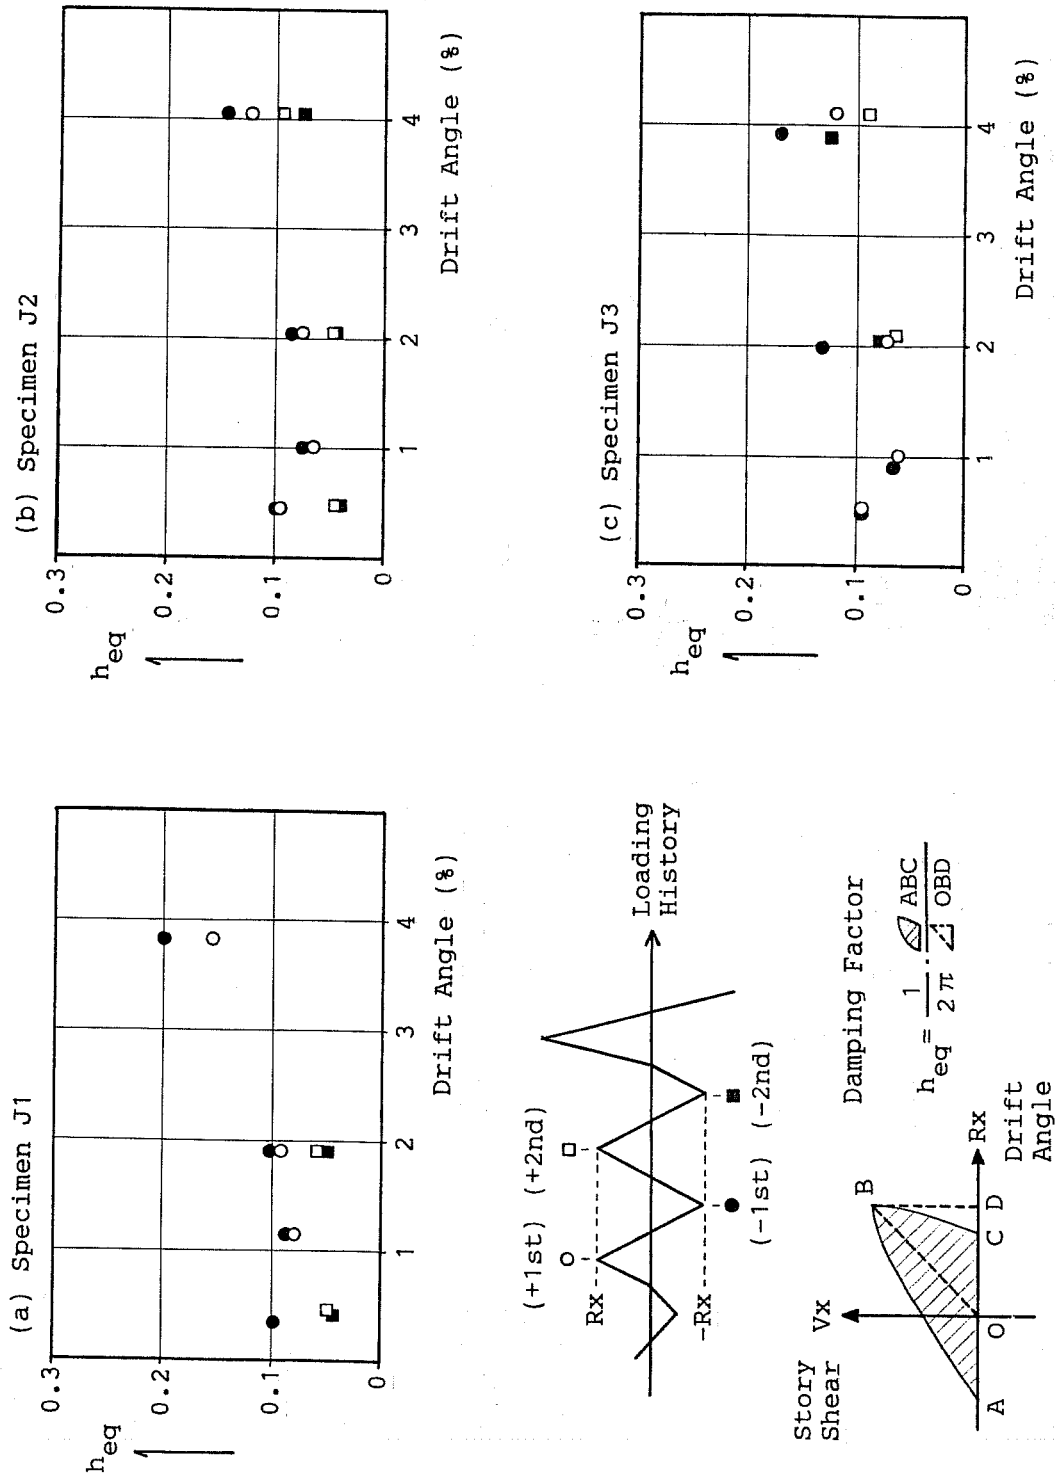 (a) Specimen J1
h_eq
0.3
0.2
0.1
0
1
2
3
4
Drift Angle (%)
(b) Specimen J2
h_eq
0.3
0.2
0.1
0
1
2
3
4
Drift Angle (%)
(+1st) (+2nd)
Rx
-Rx
(-1st) (-2nd)
Loading
History
(c) Specimen J3
h_eq
0.3
0.2
0.1
0
1
2
3
4
Drift Angle (%)
Story
Shear
Vx
A
O
B
C
D
Rx
Drift
Angle
Damping Factor
h_eq = 1/2π · ABC/OBD